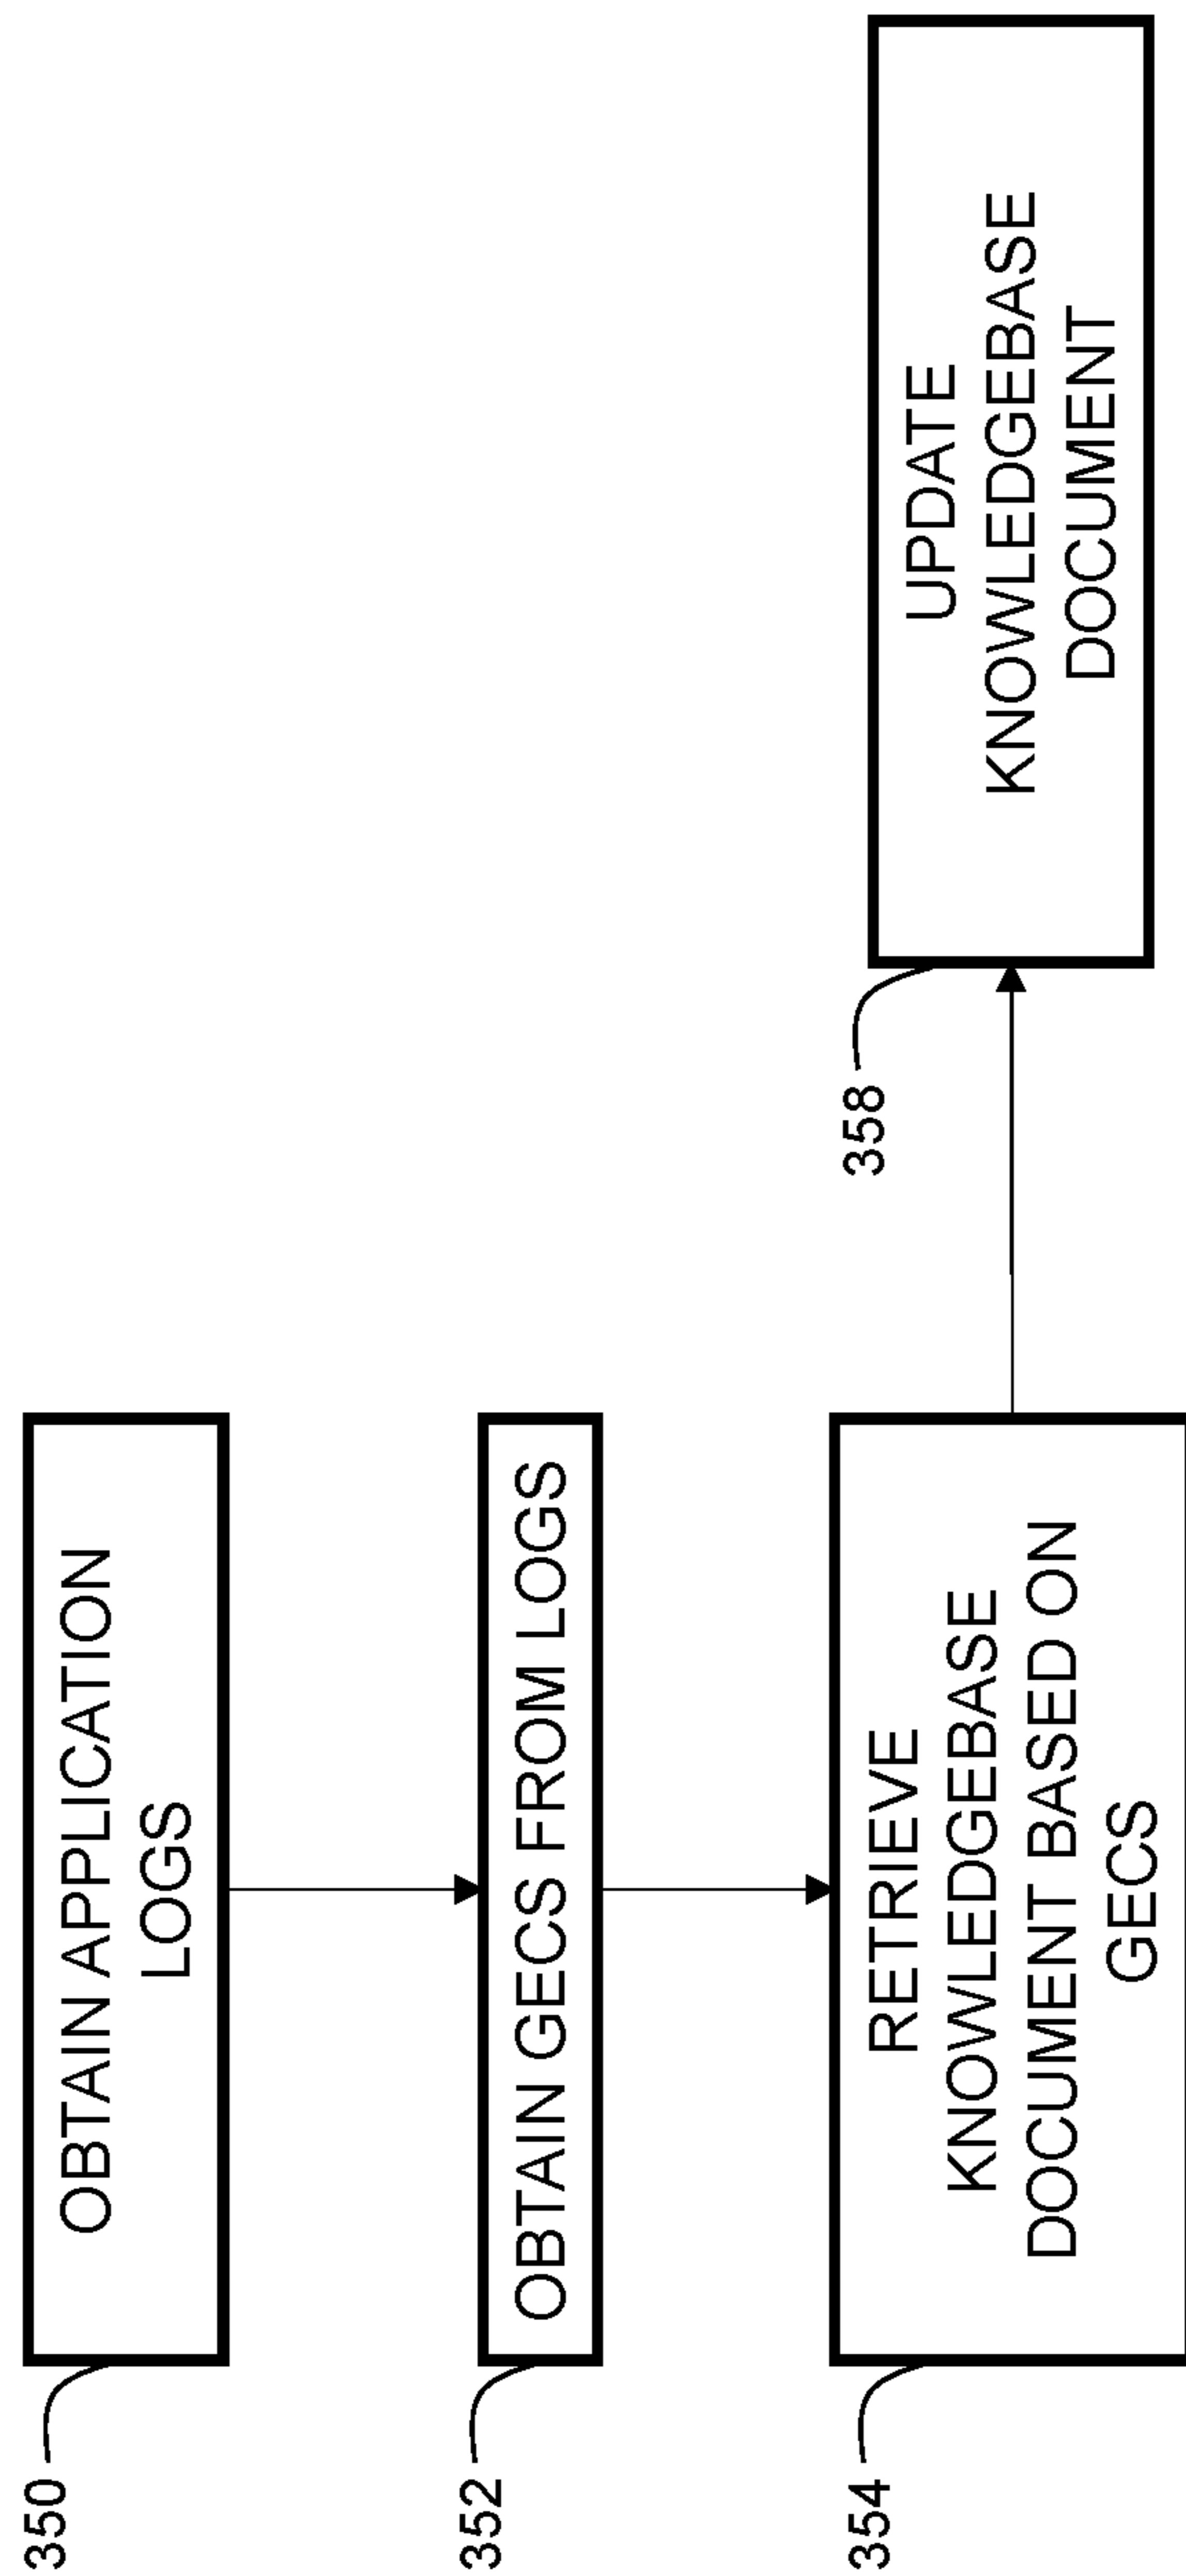 350
OBTAIN APPLICATION
LOGS
352
OBTAIN GECS FROM LOGS
354
RETRIEVE
KNOWLEDGEBASE
DOCUMENT BASED ON
GECS
358
UPDATE
KNOWLEDGEBASE
DOCUMENT